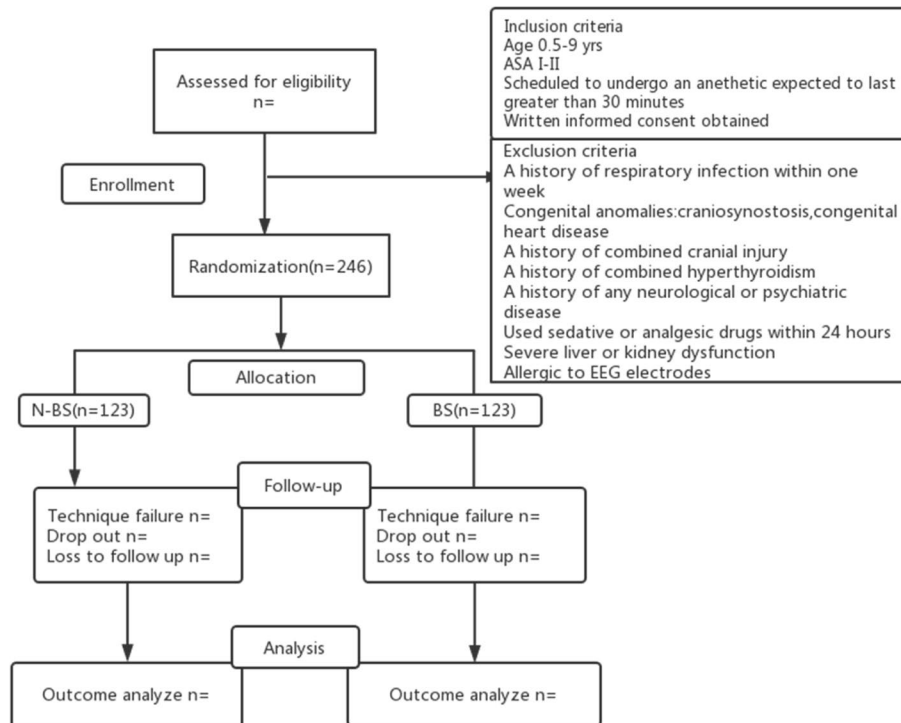 Assessed for eligibility
n=
Inclusion criteria
Age 0.5-9 yrs
ASA I-II
Scheduled to undergo an anethetic expected to last
greater than 30 minutes
Written informed consent obtained
Exclusion criteria
A history of respiratory infection within one
week
Congenital anomalies:craniosynostosis,congenital
heart disease
A history of combined cranial injury
A history of combined hyperthyroidism
A history of any neurological or psychiatric
disease
Used sedative or analgesic drugs within 24 hours
Severe liver or kidney dysfunction
Allergic to EEG electrodes
Enrollment
Randomization(n=246)
Allocation
N-BS(n=123)
BS(n=123)
Follow-up
Technique failure n=
Drop out n=
Loss to follow up n=
Technique failure n=
Drop out n=
Loss to follow up n=
Analysis
Outcome analyze n=
Outcome analyze n=